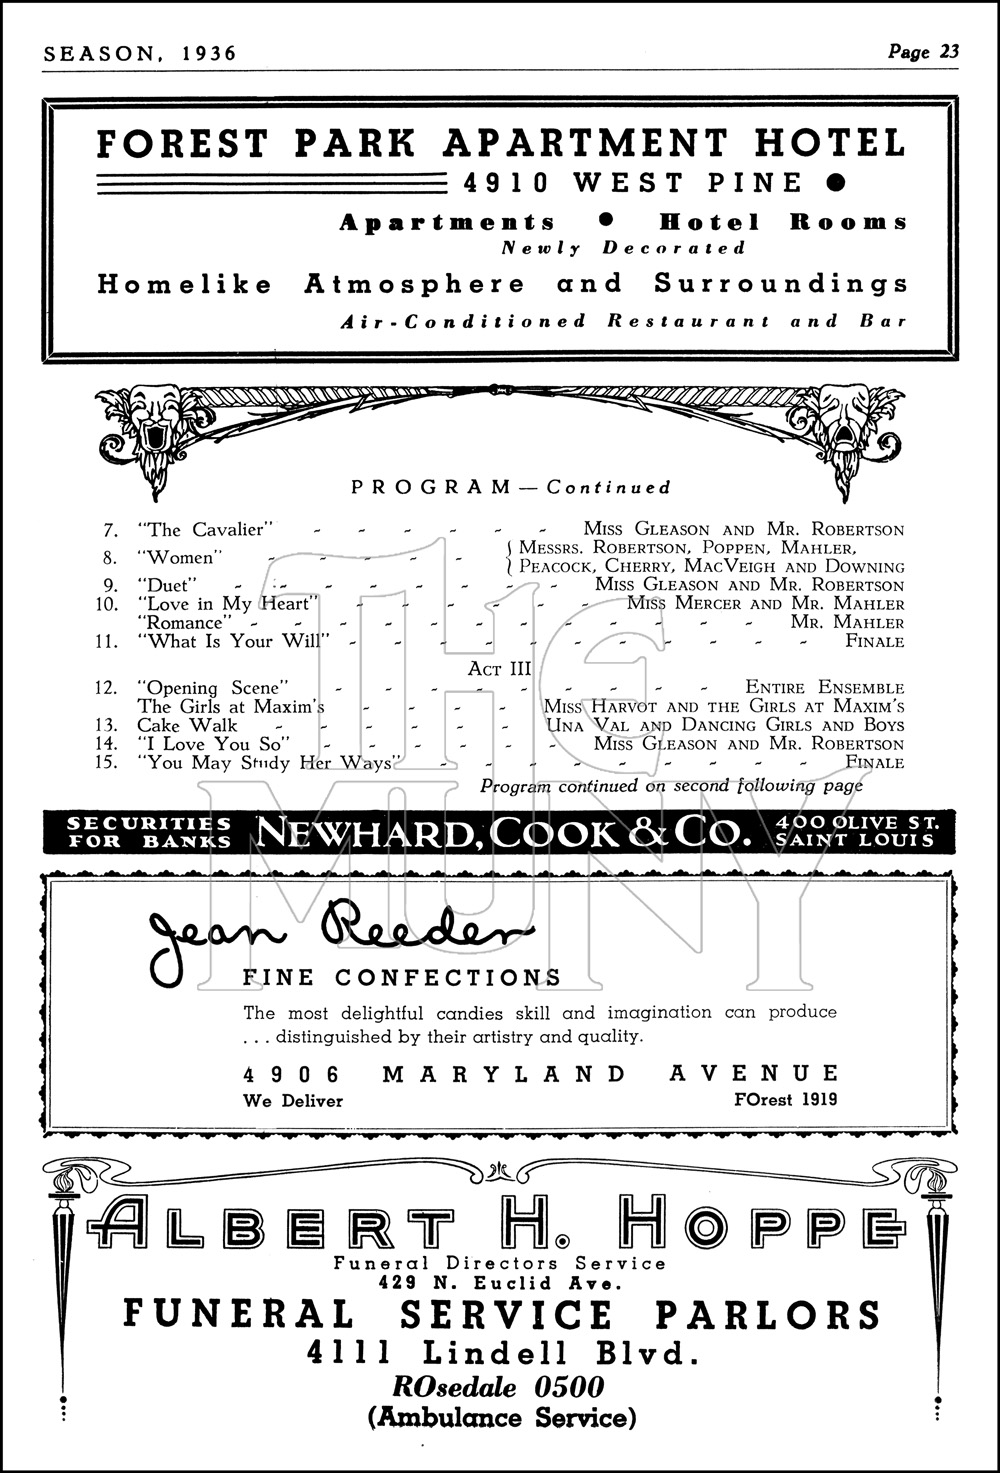 SEASON, 1936 Page 23
FOREST PARK APARTMENT HOTEL
4910 WEST PINE ●
Apartments ● Hotel Rooms
Newly Decorated
Homelike Atmosphere and Surroundings
Air-Conditioned Restaurant and Bar
PROGRAM—Continued
7. "The Cavalier" - - - - - - Miss Gleason and Mr. Robertson
8. "Women" - - - - - { Messrs. Robertson, Poppen, Mahler,
Peacock, Cherry, MacVeigh and Downing
9. "Duet" - - - - - - - - Miss Gleason and Mr. Robertson
10. "Love in My Heart" - - - - - - Miss Mercer and Mr. Mahler
"Romance" - - - - - - - - - - - - Mr. Mahler
11. "What Is Your Will" - - - - - - - - - - - Finale
Act III
12. "Opening Scene" - - - - - - - - - Entire Ensemble
The Girls at Maxim's - - - - Miss Harvot and the Girls at Maxim's
13. Cake Walk - - - - - - Una Val and Dancing Girls and Boys
14. "I Love You So" - - - - - - Miss Gleason and Mr. Robertson
15. "You May Study Her Ways" - - - - - - - - - Finale
Program continued on second following page
SECURITIES FOR BANKS NEWHARD, COOK & CO. 400 OLIVE ST. SAINT LOUIS
THE
MUNY
Jean Reeder
FINE CONFECTIONS
The most delightful candies skill and imagination can produce
. . . distinguished by their artistry and quality.
4906 MARYLAND AVENUE
We Deliver FOrest 1919
ALBERT H. HOPPE
Funeral Directors Service
429 N. Euclid Ave.
FUNERAL SERVICE PARLORS
4111 Lindell Blvd.
ROsedale 0500
(Ambulance Service)